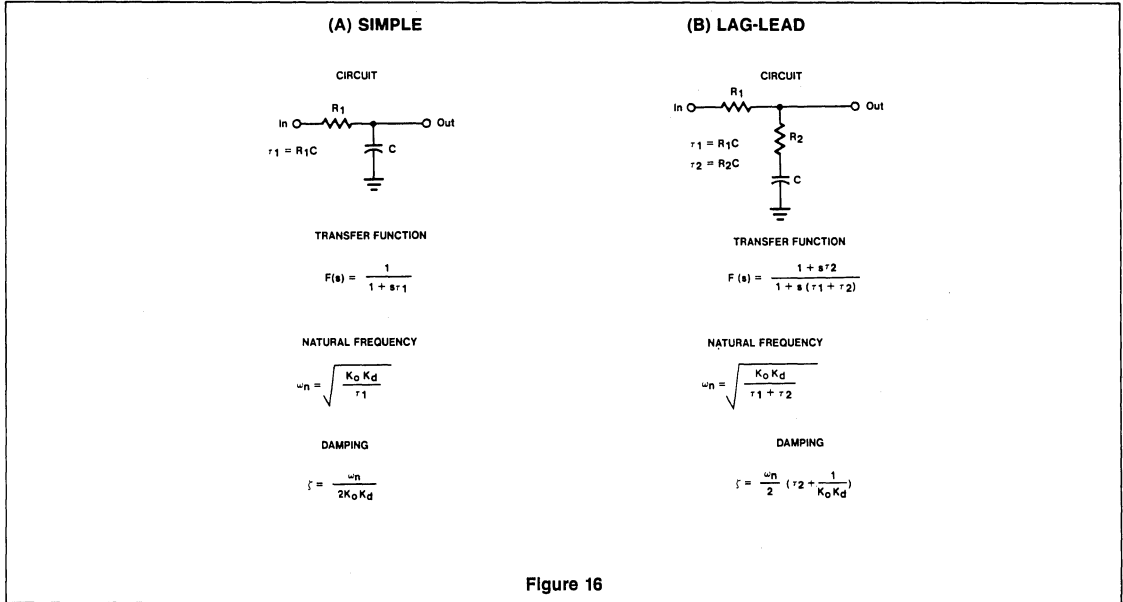 (A) SIMPLE
CIRCUIT
R1
In
Out
τ1 = R1C
C
TRANSFER FUNCTION
F(s) = 1 / (1 + sτ1)
NATURAL FREQUENCY
ωn = √(KoKd / τ1)
DAMPING
ζ = ωn / (2KoKd)
(B) LAG-LEAD
CIRCUIT
R1
In
Out
R2
τ1 = R1C
τ2 = R2C
C
TRANSFER FUNCTION
F (s) = (1 + sτ2) / (1 + s (τ1 + τ2))
NATURAL FREQUENCY
ωn = √(KoKd / (τ1 + τ2))
DAMPING
ζ = ωn / 2 (τ2 + 1 / KoKd)
Figure 16